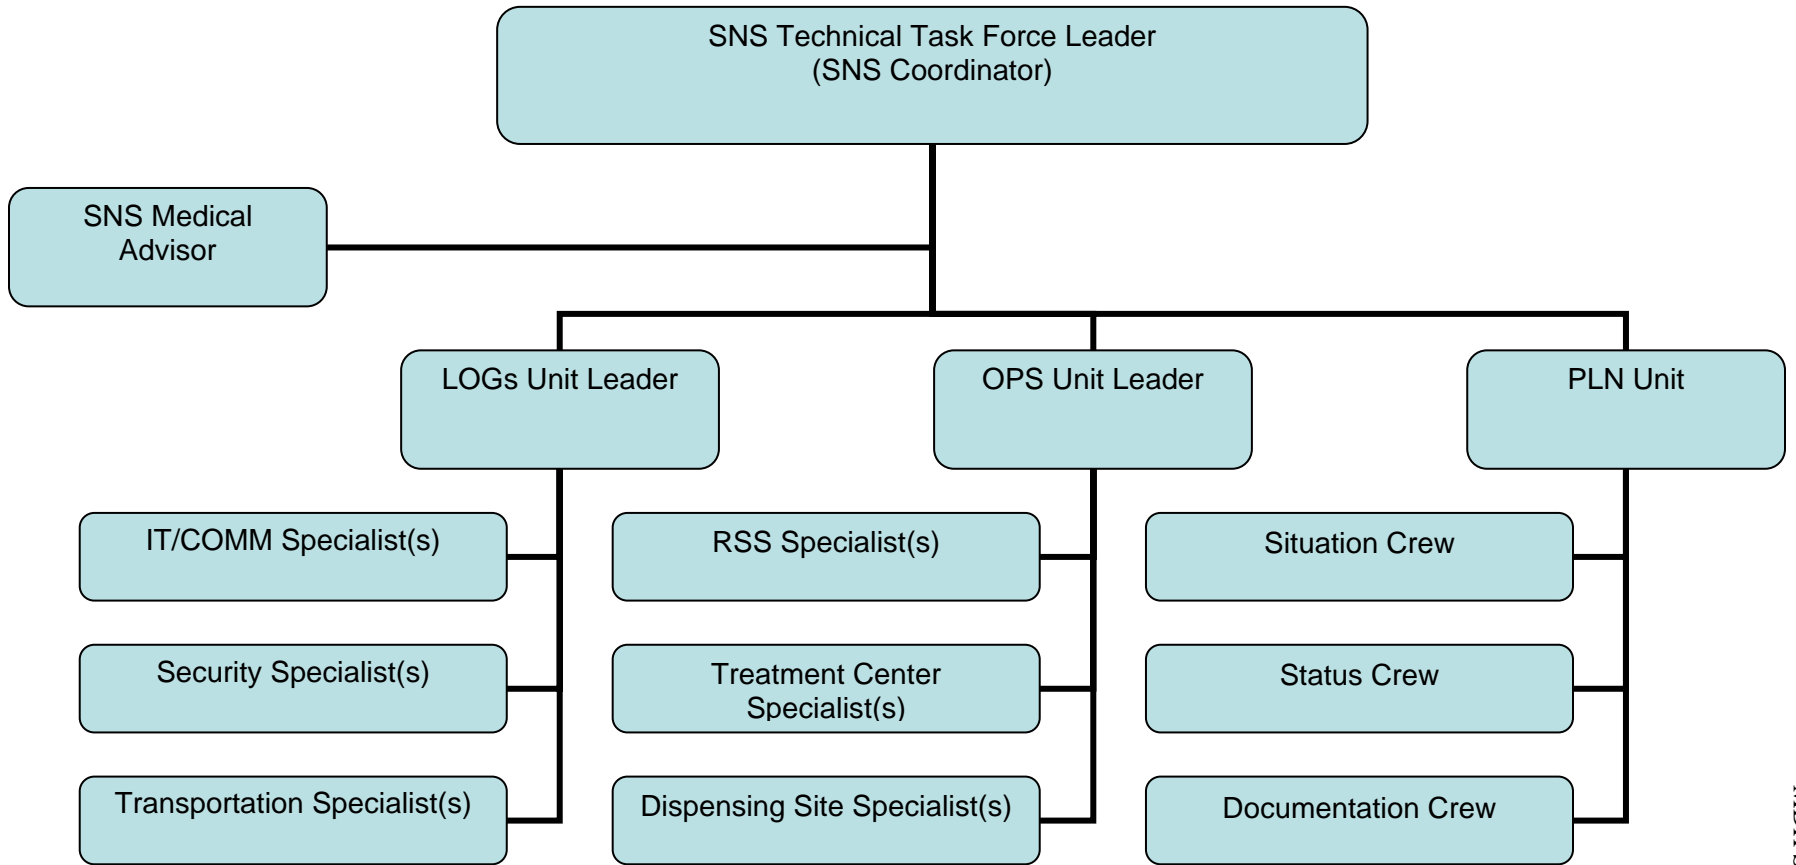 SNS Technical Task Force Leader
(SNS Coordinator)
SNS Medical
Advisor
LOGs Unit Leader
OPS Unit Leader
PLN Unit
IT/COMM Specialist(s)
RSS Specialist(s)
Situation Crew
Security Specialist(s)
Treatment Center
Specialist(s)
Status Crew
Transportation Specialist(s)
Dispensing Site Specialist(s)
Documentation Crew